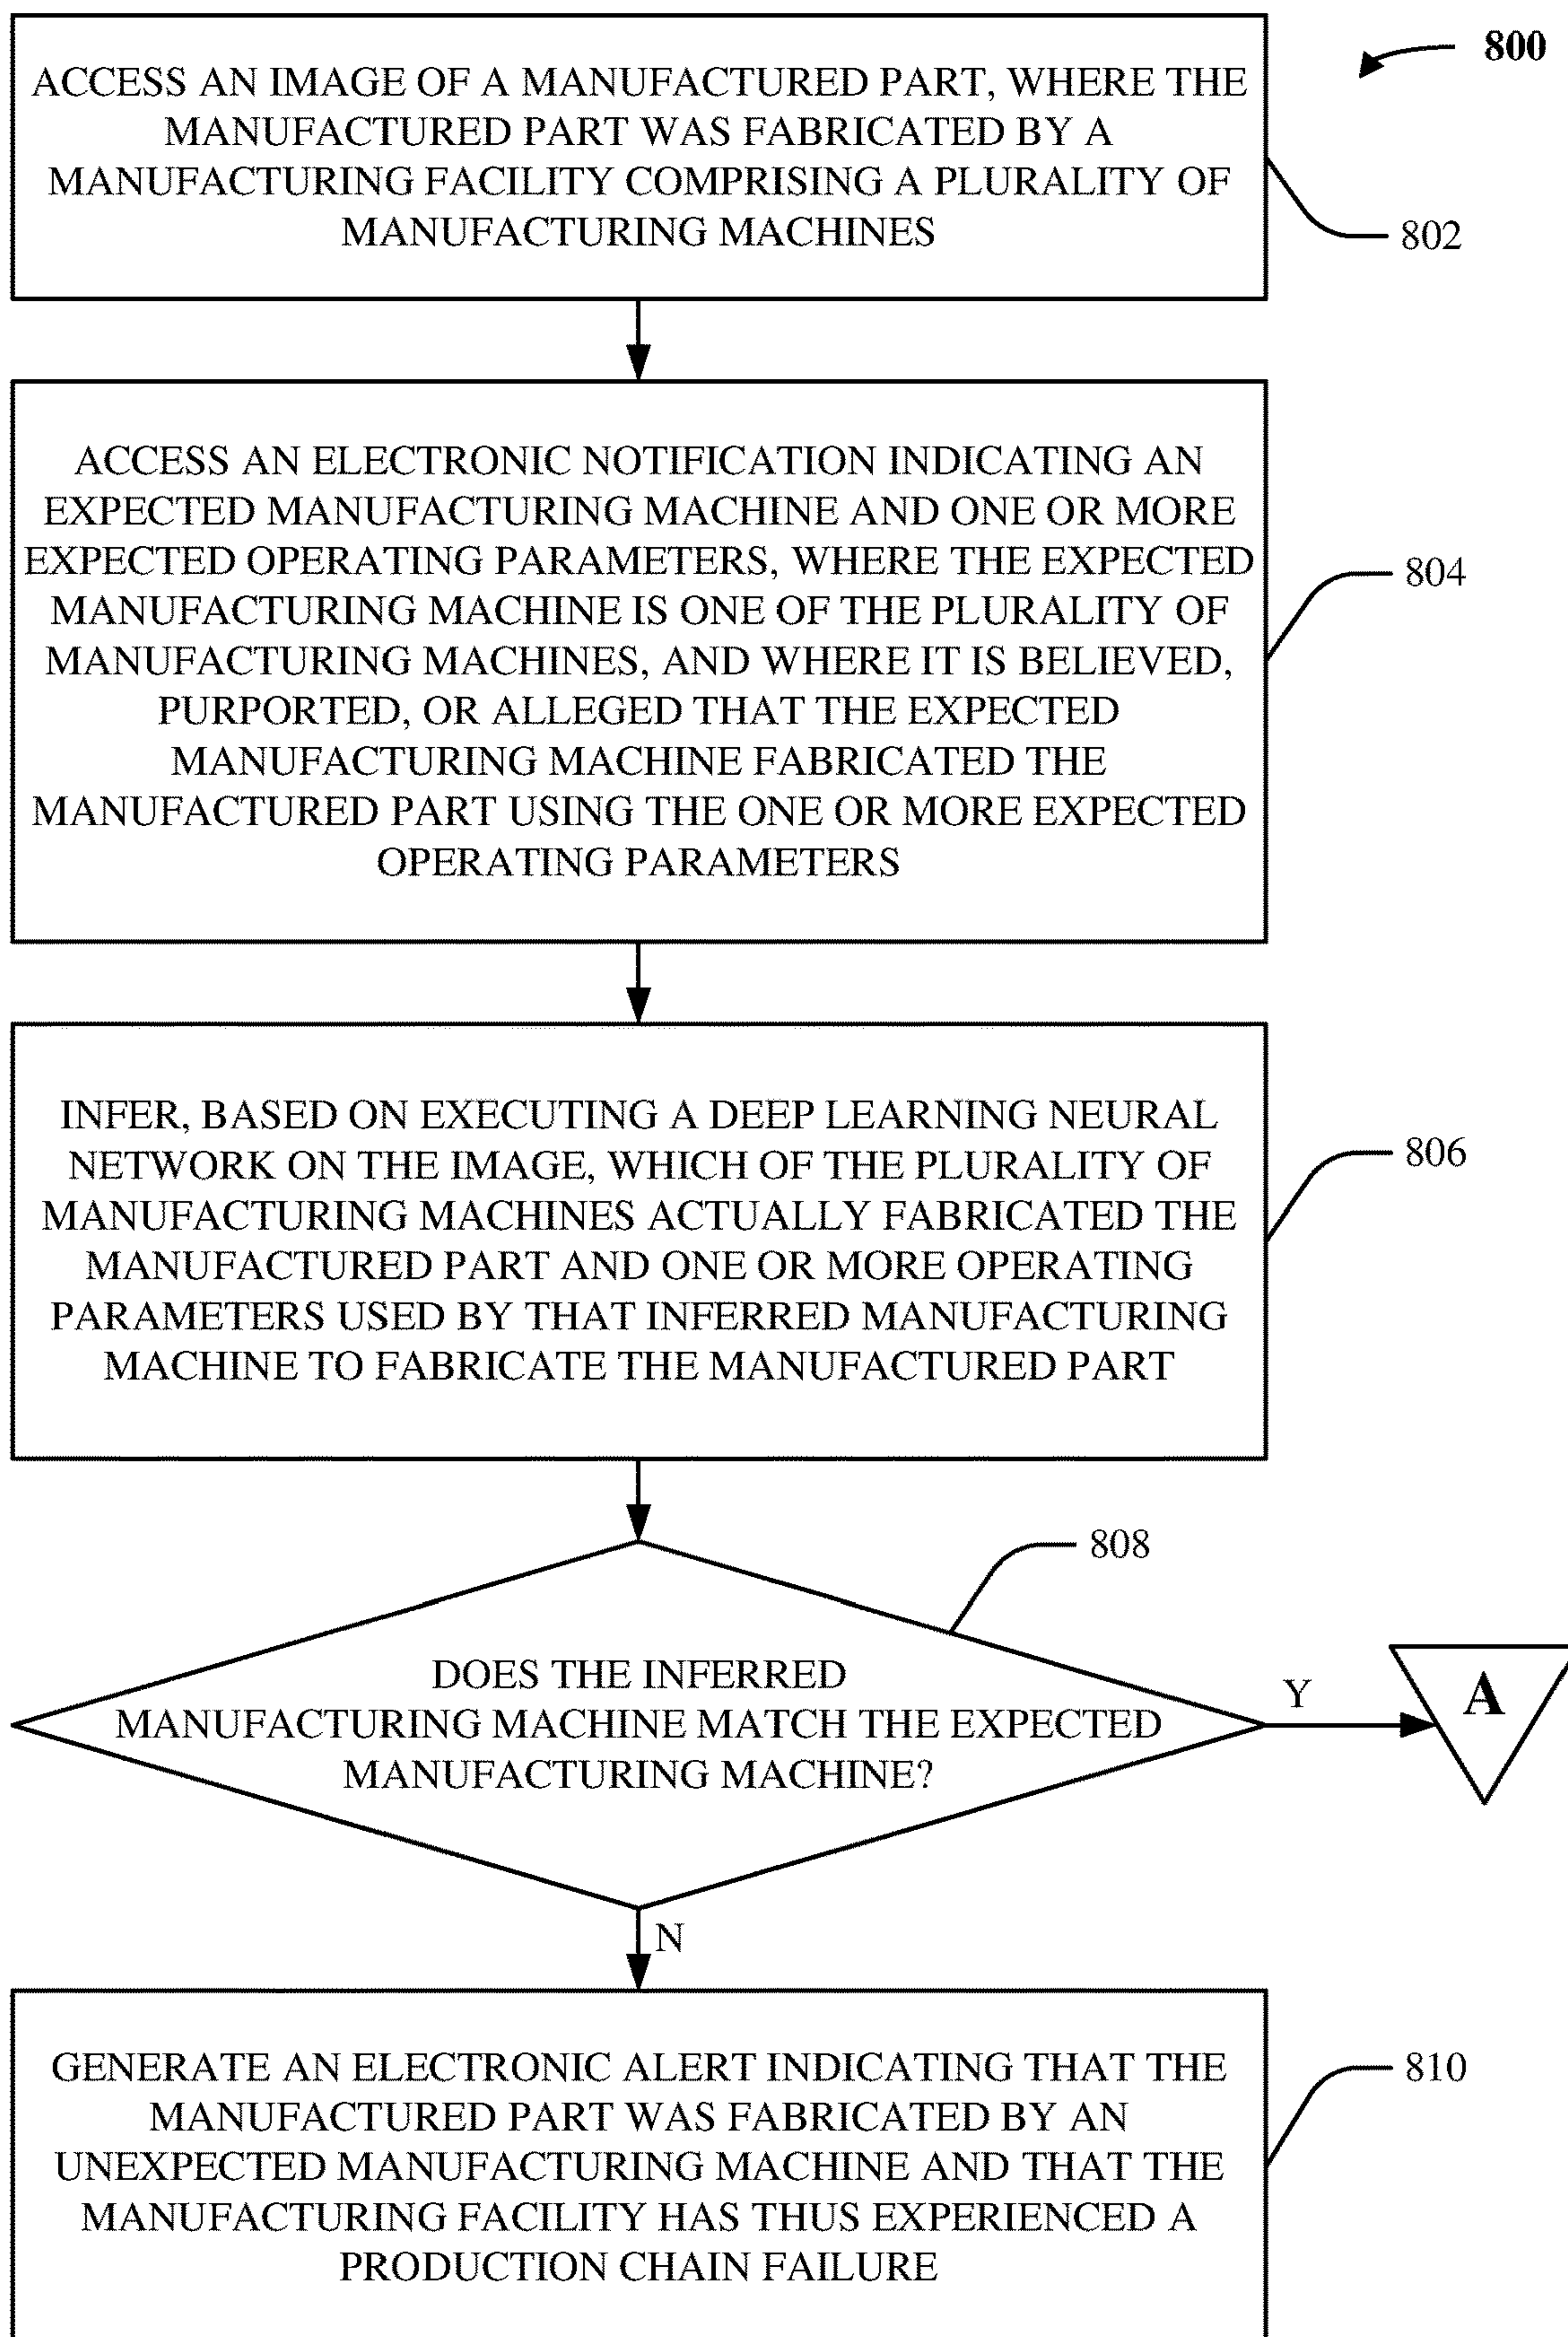 800
ACCESS AN IMAGE OF A MANUFACTURED PART, WHERE THE
MANUFACTURED PART WAS FABRICATED BY A
MANUFACTURING FACILITY COMPRISING A PLURALITY OF
MANUFACTURING MACHINES
802
ACCESS AN ELECTRONIC NOTIFICATION INDICATING AN
EXPECTED MANUFACTURING MACHINE AND ONE OR MORE
EXPECTED OPERATING PARAMETERS, WHERE THE EXPECTED
MANUFACTURING MACHINE IS ONE OF THE PLURALITY OF
MANUFACTURING MACHINES, AND WHERE IT IS BELIEVED,
PURPORTED, OR ALLEGED THAT THE EXPECTED
MANUFACTURING MACHINE FABRICATED THE
MANUFACTURED PART USING THE ONE OR MORE EXPECTED
OPERATING PARAMETERS
804
INFER, BASED ON EXECUTING A DEEP LEARNING NEURAL
NETWORK ON THE IMAGE, WHICH OF THE PLURALITY OF
MANUFACTURING MACHINES ACTUALLY FABRICATED THE
MANUFACTURED PART AND ONE OR MORE OPERATING
PARAMETERS USED BY THAT INFERRED MANUFACTURING
MACHINE TO FABRICATE THE MANUFACTURED PART
806
808
DOES THE INFERRED
MANUFACTURING MACHINE MATCH THE EXPECTED
MANUFACTURING MACHINE?
Y
A
N
GENERATE AN ELECTRONIC ALERT INDICATING THAT THE
MANUFACTURED PART WAS FABRICATED BY AN
UNEXPECTED MANUFACTURING MACHINE AND THAT THE
MANUFACTURING FACILITY HAS THUS EXPERIENCED A
PRODUCTION CHAIN FAILURE
810